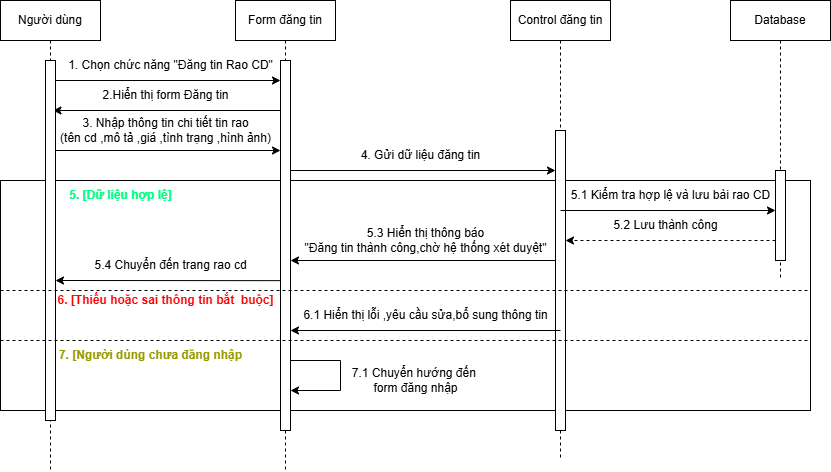 Người dùng
Form đăng tin
Control đăng tin
Database
1. Chọn chức năng "Đăng tin Rao CD"
2.Hiển thị form Đăng tin
3. Nhập thông tin chi tiết tin rao
(tên cd ,mô tả ,giá ,tình trạng ,hình ảnh)
4. Gửi dữ liệu đăng tin
5. [Dữ liệu hợp lệ]
5.1 Kiểm tra hợp lệ và lưu bài rao CD
5.2 Lưu thành công
5.3 Hiển thị thông báo
"Đăng tin thành công,chờ hệ thống xét duyệt"
5.4 Chuyển đến trang rao cd
6. [Thiếu hoặc sai thông tin bắt buộc]
6.1 Hiển thị lỗi ,yêu cầu sửa,bổ sung thông tin
7. [Người dùng chưa đăng nhập
7.1 Chuyển hướng đến
form đăng nhập